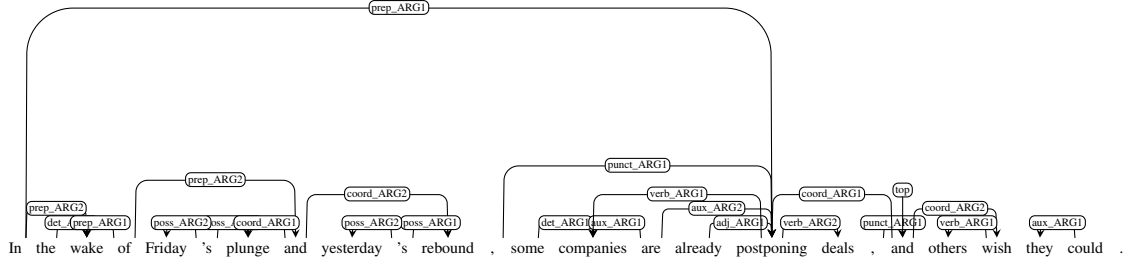 prep_ARG1
punct_ARG1
prep_ARG2
top
coord_ARG2 verb_ARG1 coord_ARG1
prep_ARG2 aux_ARG2 coord_ARG2
det_ prep_ARG1 poss_ARG2 coord_ARG1 poss_ARG2 poss_ARG1 det_ARG1 aux_ARG1 adj_ARG1 verb_ARG2 punct_ARG1 verb_ARG1 aux_ARG1
In the wake of Friday 's plunge and yesterday 's rebound , some companies are already postponing deals , and others wish they could .